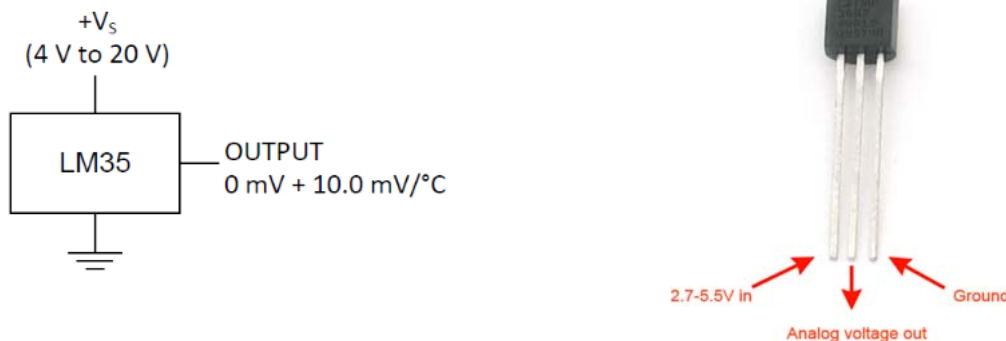 +VS
(4 V to 20 V)
LM35
OUTPUT
0 mV + 10.0 mV/°C
2.7-5.5V in
Ground
Analog voltage out